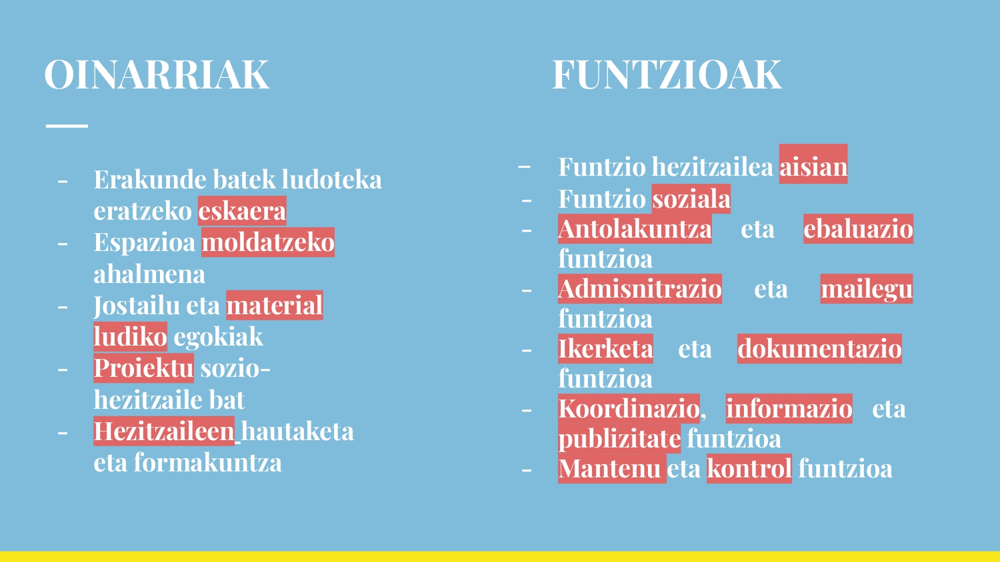 OINARRIAK
- Erakunde batek ludoteka
eratzeko eskaera
- Espazioa moldatzeko
ahalmena
- Jostailu eta material
ludiko egokiak
- Proiektu sozio-
hezitzaile bat
- Hezitzaileen hautaketa
eta formakuntza
FUNTZIOAK
- Funtzio hezitzailea aisian
- Funtzio soziala
- Antolakuntza eta ebaluazio
funtzioa
- Admisnitrazio eta mailegu
funtzioa
- Ikerketa eta dokumentazio
funtzioa
- Koordinazio, informazio eta
publizitate funtzioa
- Mantenu eta kontrol funtzioa